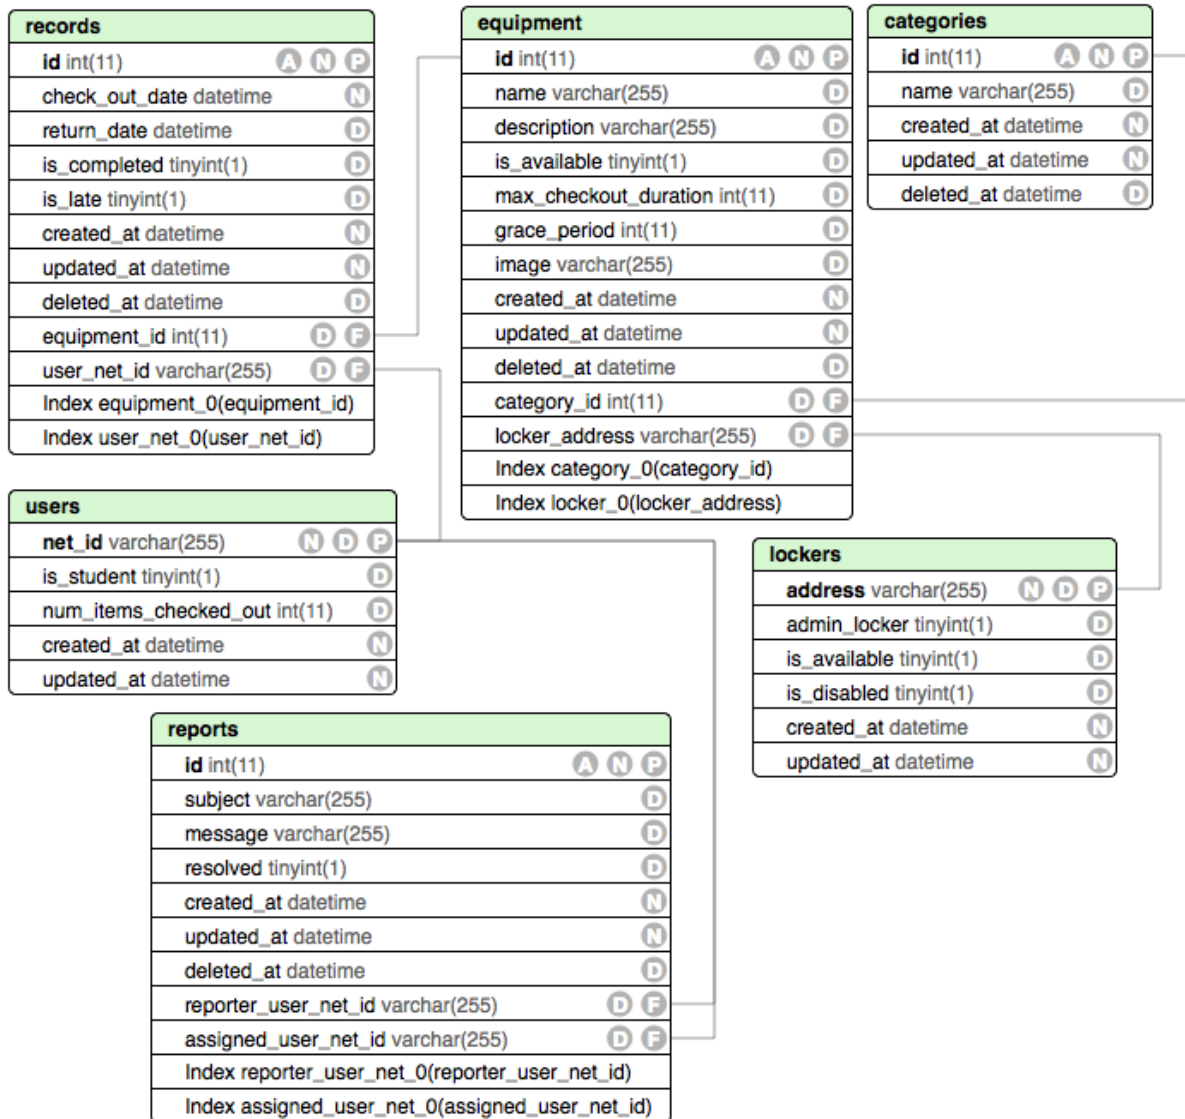 records
id int(11) A N P
check_out_date datetime N
return_date datetime D
is_completed tinyint(1) D
is_late tinyint(1) D
created_at datetime N
updated_at datetime N
deleted_at datetime D
equipment_id int(11) D F
user_net_id varchar(255) D F
Index equipment_0(equipment_id)
Index user_net_0(user_net_id)
equipment
id int(11) A N P
name varchar(255) D
description varchar(255) D
is_available tinyint(1) D
max_checkout_duration int(11) D
grace_period int(11) D
image varchar(255) D
created_at datetime N
updated_at datetime N
deleted_at datetime D
category_id int(11) D F
locker_address varchar(255) D F
Index category_0(category_id)
Index locker_0(locker_address)
categories
id int(11) A N P
name varchar(255) D
created_at datetime N
updated_at datetime N
deleted_at datetime D
users
net_id varchar(255) N D P
is_student tinyint(1) D
num_items_checked_out int(11) D
created_at datetime N
updated_at datetime N
lockers
address varchar(255) N D P
admin_locker tinyint(1) D
is_available tinyint(1) D
is_disabled tinyint(1) D
created_at datetime N
updated_at datetime N
reports
id int(11) A N P
subject varchar(255) D
message varchar(255) D
resolved tinyint(1) D
created_at datetime N
updated_at datetime N
deleted_at datetime D
reporter_user_net_id varchar(255) D F
assigned_user_net_id varchar(255) D F
Index reporter_user_net_0(reporter_user_net_id)
Index assigned_user_net_0(assigned_user_net_id)